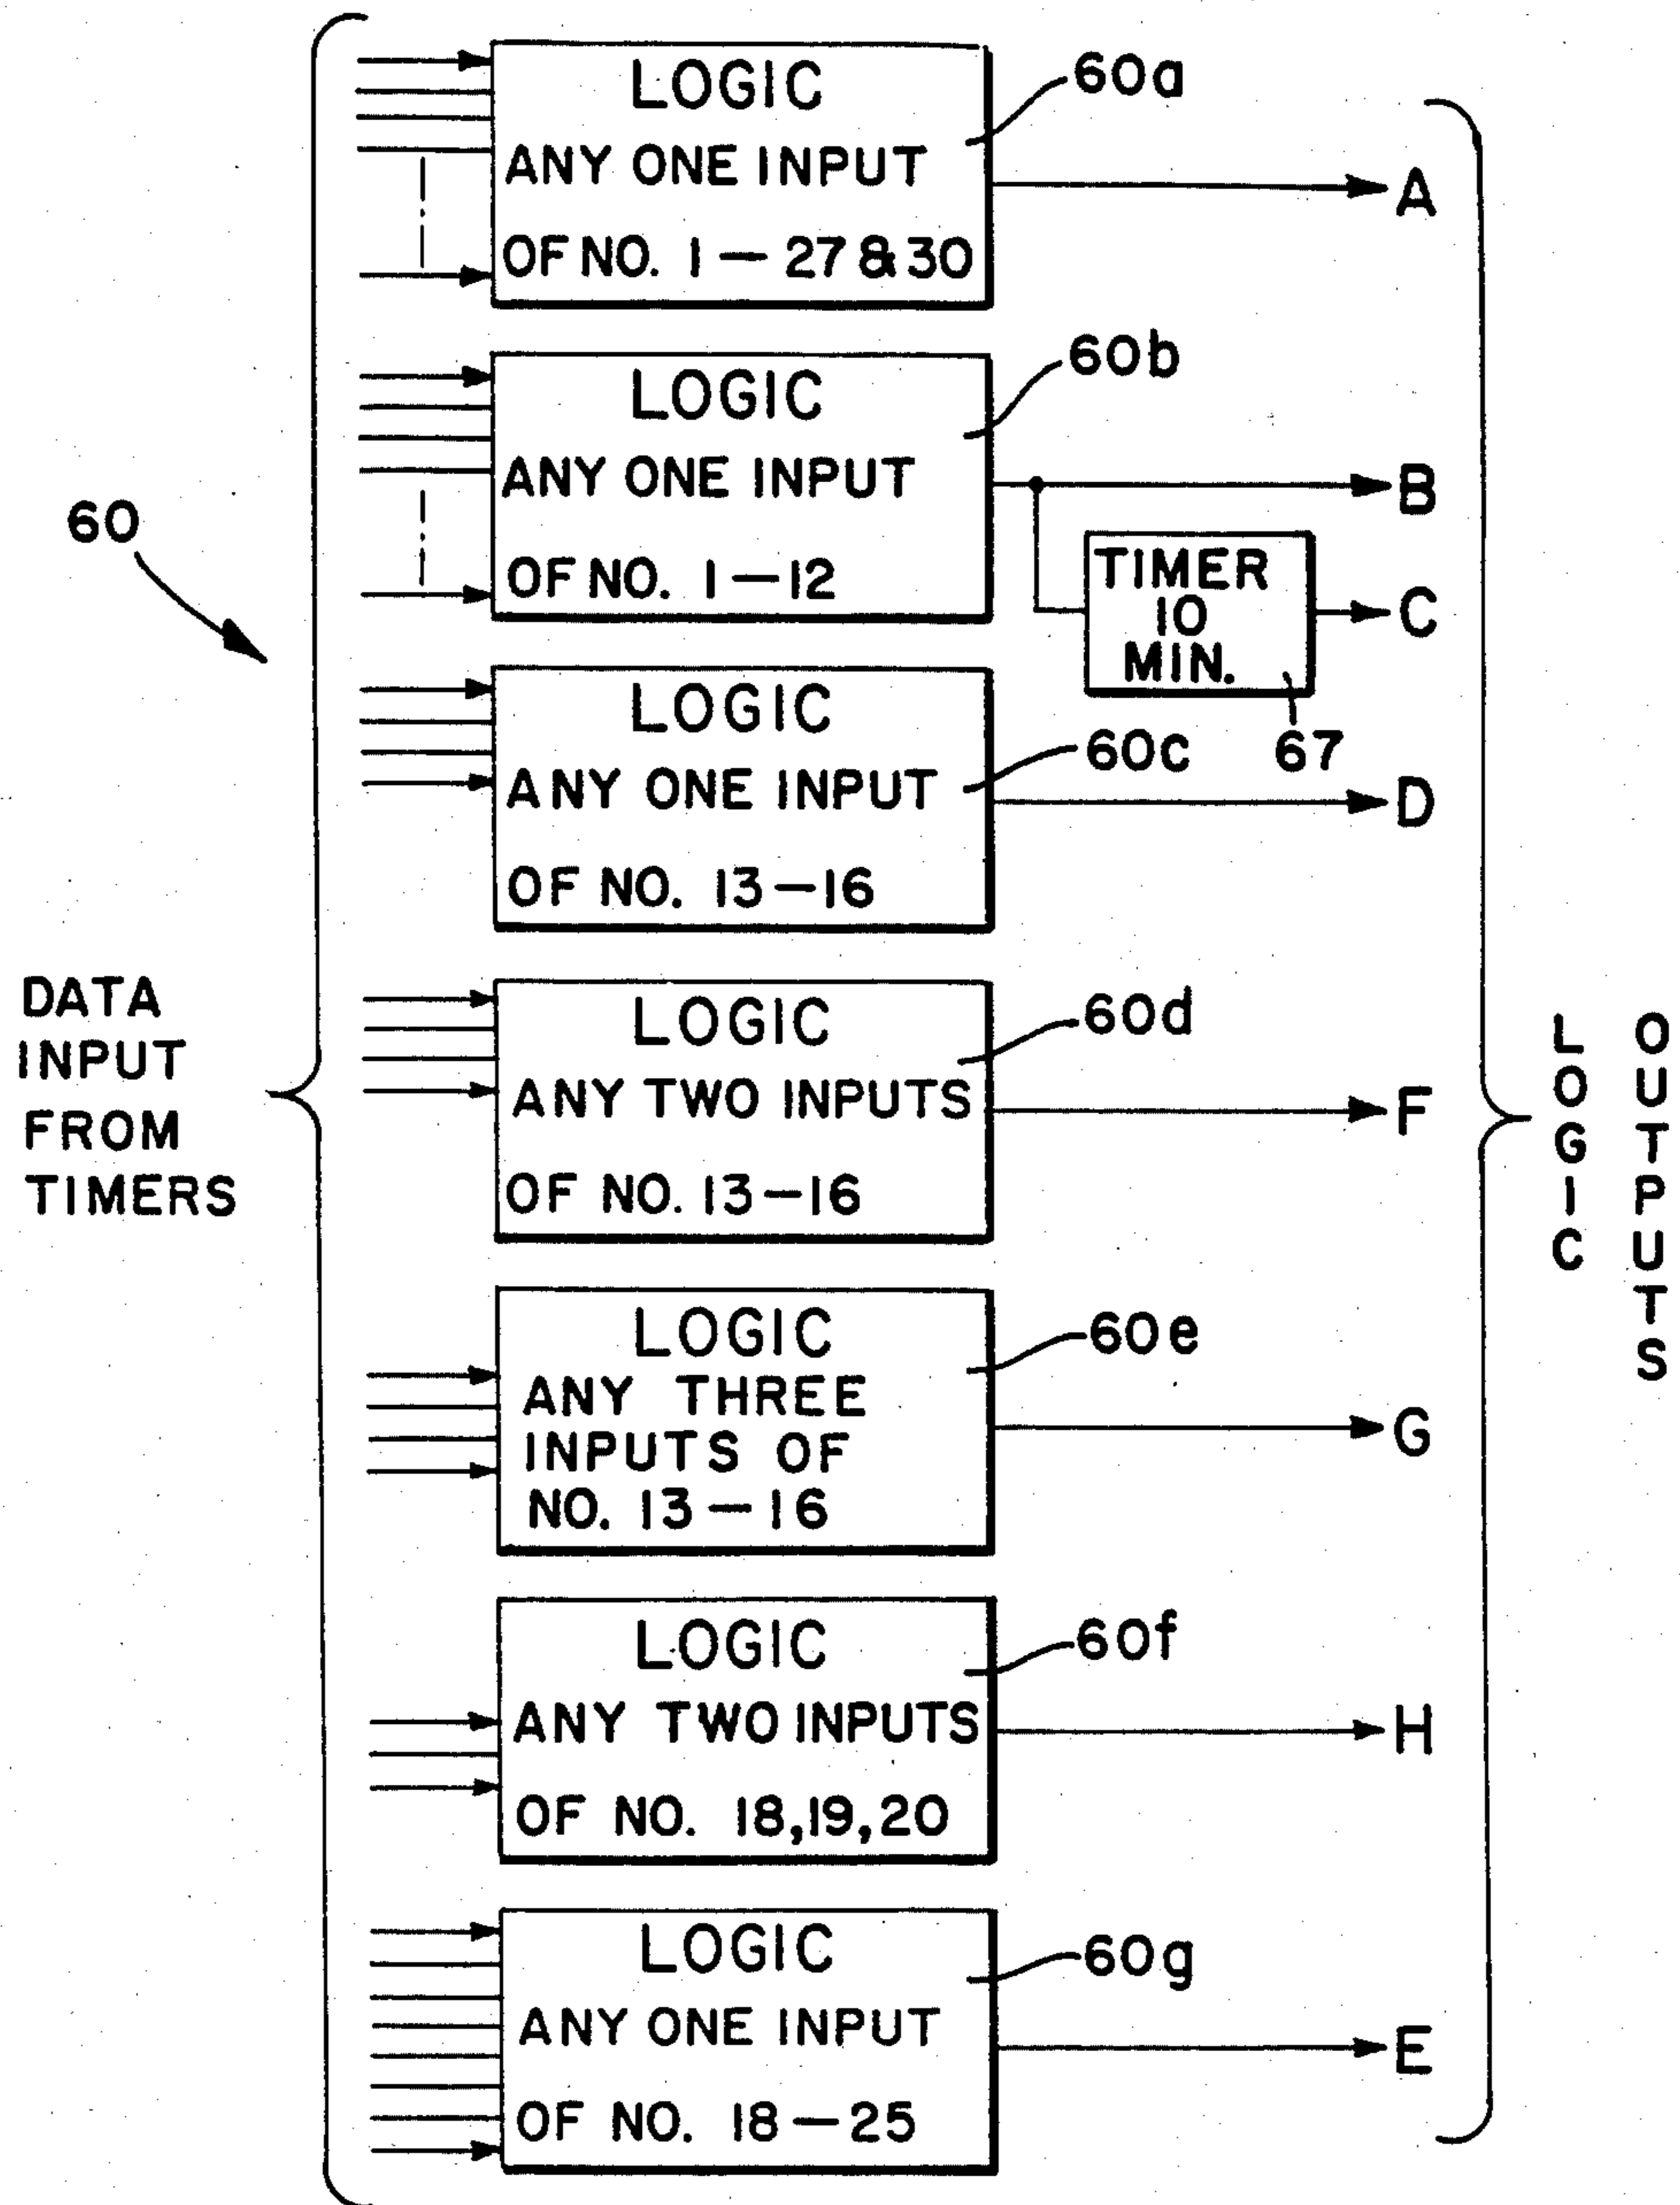 LOGIC
ANY ONE INPUT
OF NO. 1 — 27 & 30
60a
A
LOGIC
ANY ONE INPUT
OF NO. 1 — 12
60b
B
TIMER
10
MIN.
67
C
60
LOGIC
ANY ONE INPUT
OF NO. 13 — 16
60c
D
DATA
INPUT
FROM
TIMERS
LOGIC
ANY TWO INPUTS
OF NO. 13 — 16
60d
F
LOGIC
OUTPUTS
LOGIC
ANY THREE
INPUTS OF
NO. 13 — 16
60e
G
LOGIC
ANY TWO INPUTS
OF NO. 18, 19, 20
60f
H
LOGIC
ANY ONE INPUT
OF NO. 18 — 25
60g
E